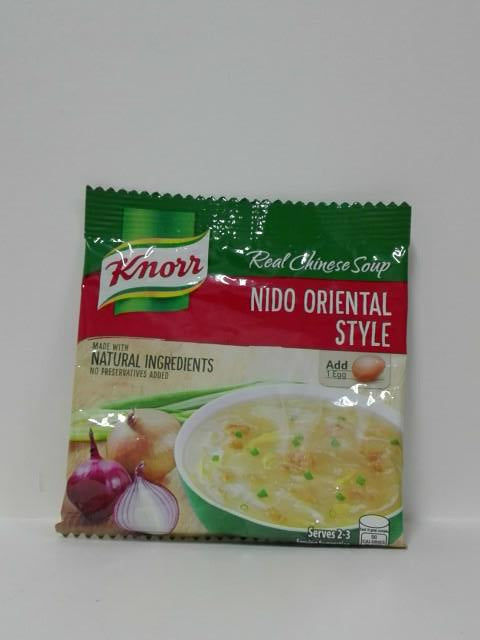 Knorr
Real Chinese Soup
NIDO ORIENTAL
STYLE
MADE WITH
NATURAL INGREDIENTS
NO PRESERVATIVES ADDED
Add
1 Egg
Serves 2-3